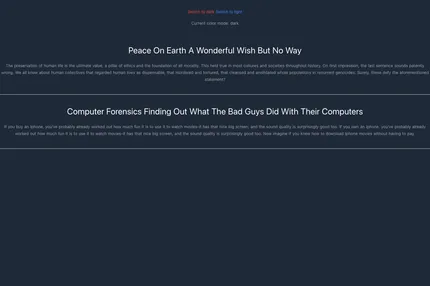 Switch to dark Switch to light
Current color mode: dark
Peace On Earth A Wonderful Wish But No Way
The preservation of human life is the ultimate value, a pillar of ethics and the foundation of all morality. This held true in most cultures and societies throughout history. On first impression, the last sentence sounds patently
wrong. We all know about human collectives that regarded human lives as dispensable, that murdered and tortured, that cleansed and annihilated whole populations in recurrent genocides. Surely, these defy the aforementioned
statement?
Computer Forensics Finding Out What The Bad Guys Did With Their Computers
If you buy an iphone, you've probably already worked out how much fun it is to use it to watch movies-it has that nice big screen, and the sound quality is surprisingly good too. If you own an iphone, you've probably already
worked out how much fun it is to use it to watch movies-it has that nice big screen, and the sound quality is surprisingly good too. Now imagine if you knew how to download iphone movies without having to pay.